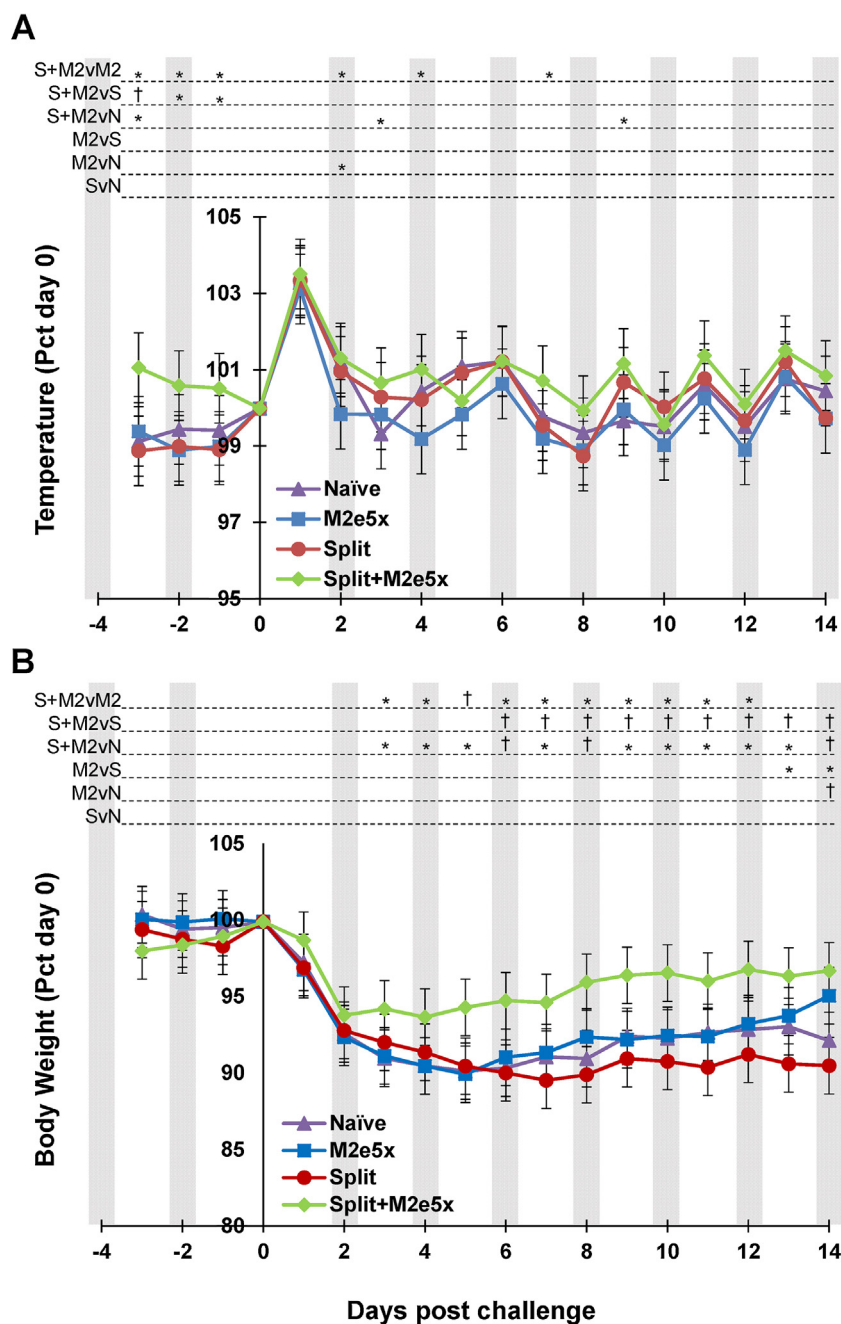 A
S+M2vM2 * * * * * *
S+M2vS † * *
S+M2vN * * *
M2vS
M2vN *
SvN
Temperature (Pct day 0)
105
103
101
99
97
95
Naïve
M2e5x
Split
Split+M2e5x
-4 -2 0 2 4 6 8 10 12 14
B
S+M2vM2 * * † * * * * * * *
S+M2vS † † † † † † † † †
S+M2vN * * * † * † * * * * * †
M2vS * *
M2vN †
SvN
Body Weight (Pct day 0)
105
100
95
90
85
80
Naïve
M2e5x
Split
Split+M2e5x
-4 -2 0 2 4 6 8 10 12 14
Days post challenge